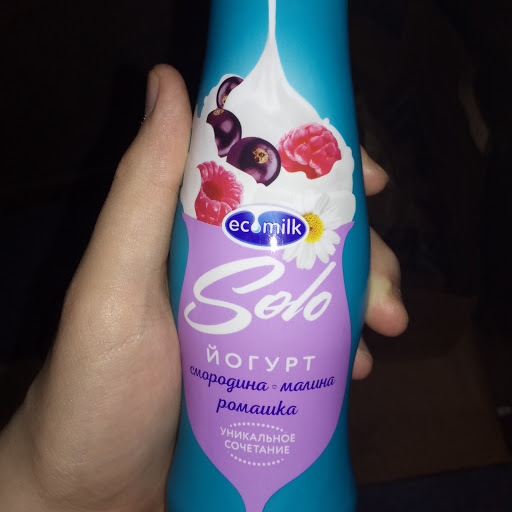 ecomilk
Solo
ЙОГУРТ
смородина • малина
ромашка
УНИКАЛЬНОЕ
СОЧЕТАНИЕ